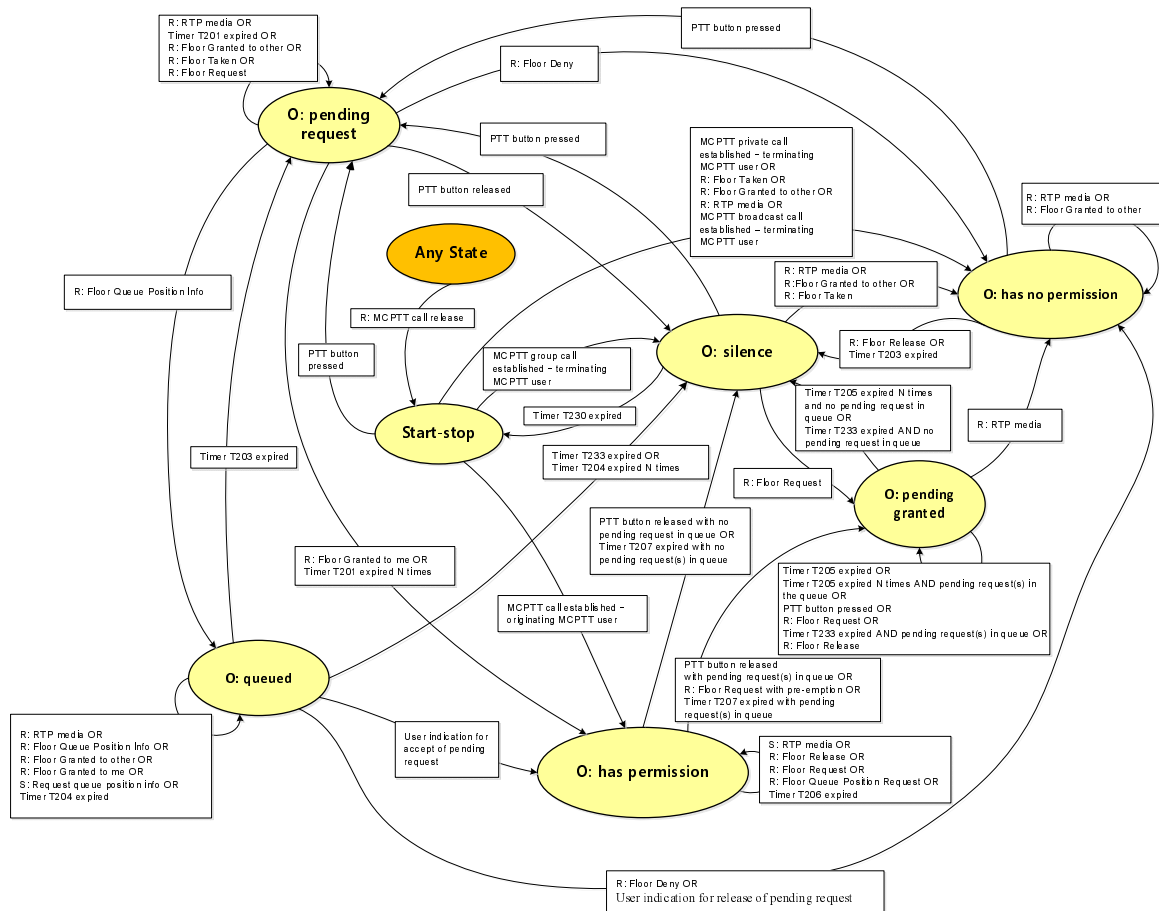 R: RTP media OR
Timer T201 expired OR
R: Floor Granted to other OR
R: Floor Taken OR
R: Floor Request
PTT button pressed
R: Floor Deny
O: pending
request
PTT button pressed
MCPTT private call
established – terminating
MCPTT user OR
R: Floor Taken OR
R: Floor Granted to other OR
R: RTP media OR
MCPTT broadcast call
established – terminating
MCPTT user
PTT button released
R: RTP media OR
R: Floor Granted to other
Any State
R: RTP media OR
R:Floor Granted to other OR
R: Floor Taken
O: has no permission
R: Floor Queue Position Info
R: MCPTT call release
O: silence
R: Floor Release OR
Timer T203 expired
PTT button
pressed
MCPTT group call
established – terminating
MCPTT user
Timer T205 expired N times
and no pending request in
queue OR
Timer T233 expired AND no
pending request in queue
Timer T230 expired
R: RTP media
Start-stop
Timer T203 expired
Timer T233 expired OR
Timer T204 expired N times
R: Floor Request
O: pending
granted
PTT button released with no
pending request in queue OR
Timer T207 expired with no
pending request(s) in queue
R: Floor Granted to me OR
Timer T201 expired N times
Timer T205 expired OR
Timer T205 expired N times AND pending request(s) in
the queue OR
PTT button pressed OR
R: Floor Request OR
Timer T233 expired AND pending request(s) in queue OR
R: Floor Release
MCPTT call established –
originating MCPTT user
O: queued
PTT button released
with pending request(s) in queue OR
R: Floor Request with pre-emption OR
Timer T207 expired with pending
request(s) in queue
R: RTP media OR
R: Floor Queue Position Info OR
R: Floor Granted to other OR
R: Floor Granted to me OR
S: Request queue position info OR
Timer T204 expired
User indication for
accept of pending
request
O: has permission
S: RTP media OR
R: Floor Release OR
R: Floor Request OR
R: Floor Queue Position Request OR
Timer T206 expired
R: Floor Deny OR
User indication for release of pending request